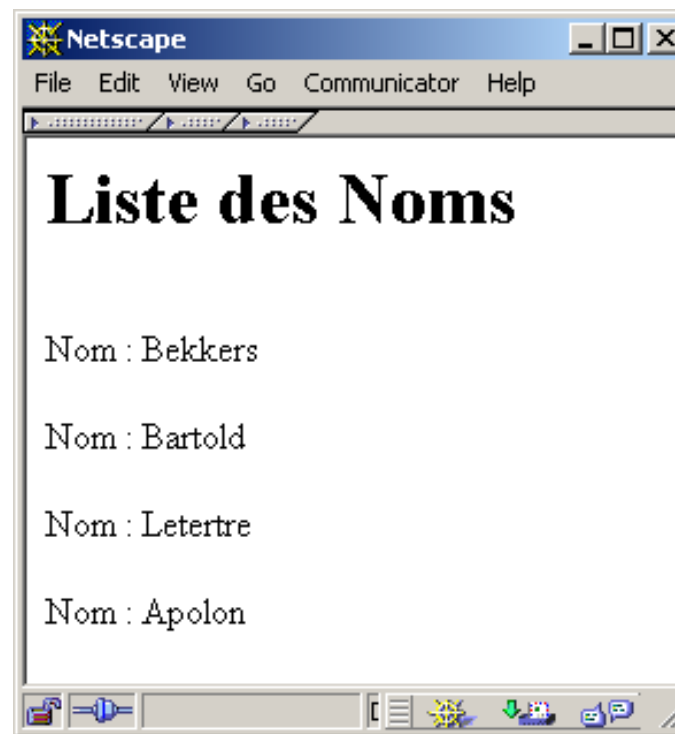 Netscape
File Edit View Go Communicator Help
Liste des Noms
Nom : Bekkers
Nom : Bartold
Nom : Letertre
Nom : Apolon